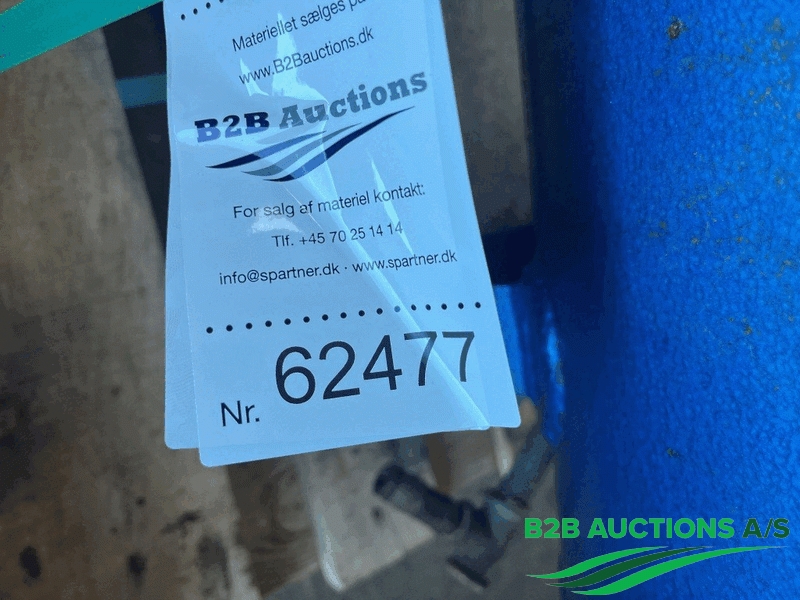 Materiellet sælges på
www.B2Bauctions.dk
B2B Auctions
For salg af materiel kontakt:
Tlf. +45 70 25 14 14
info@spartner.dk · www.spartner.dk
Nr. 62477
B2B AUCTIONS A/S